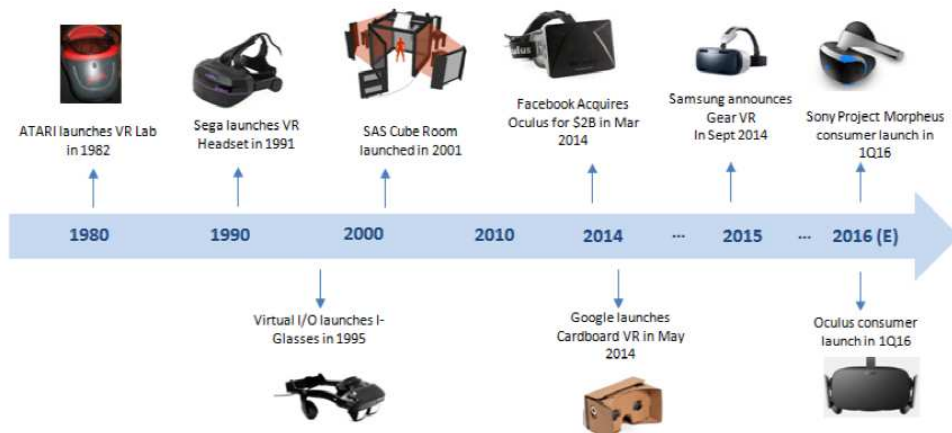 ATARI launches VR Lab
in 1982
Sega launches VR
Headset in 1991
SAS Cube Room
launched in 2001
Facebook Acquires
Oculus for $2B in Mar
2014
Samsung announces
Gear VR
In Sept 2014
Sony Project Morpheus
consumer launch in
1Q16
1980
1990
2000
2010
2014
...
2015
...
2016 (E)
Virtual I/O launches I-
Glasses in 1995
Google launches
Cardboard VR in May
2014
Oculus consumer
launch in 1Q16